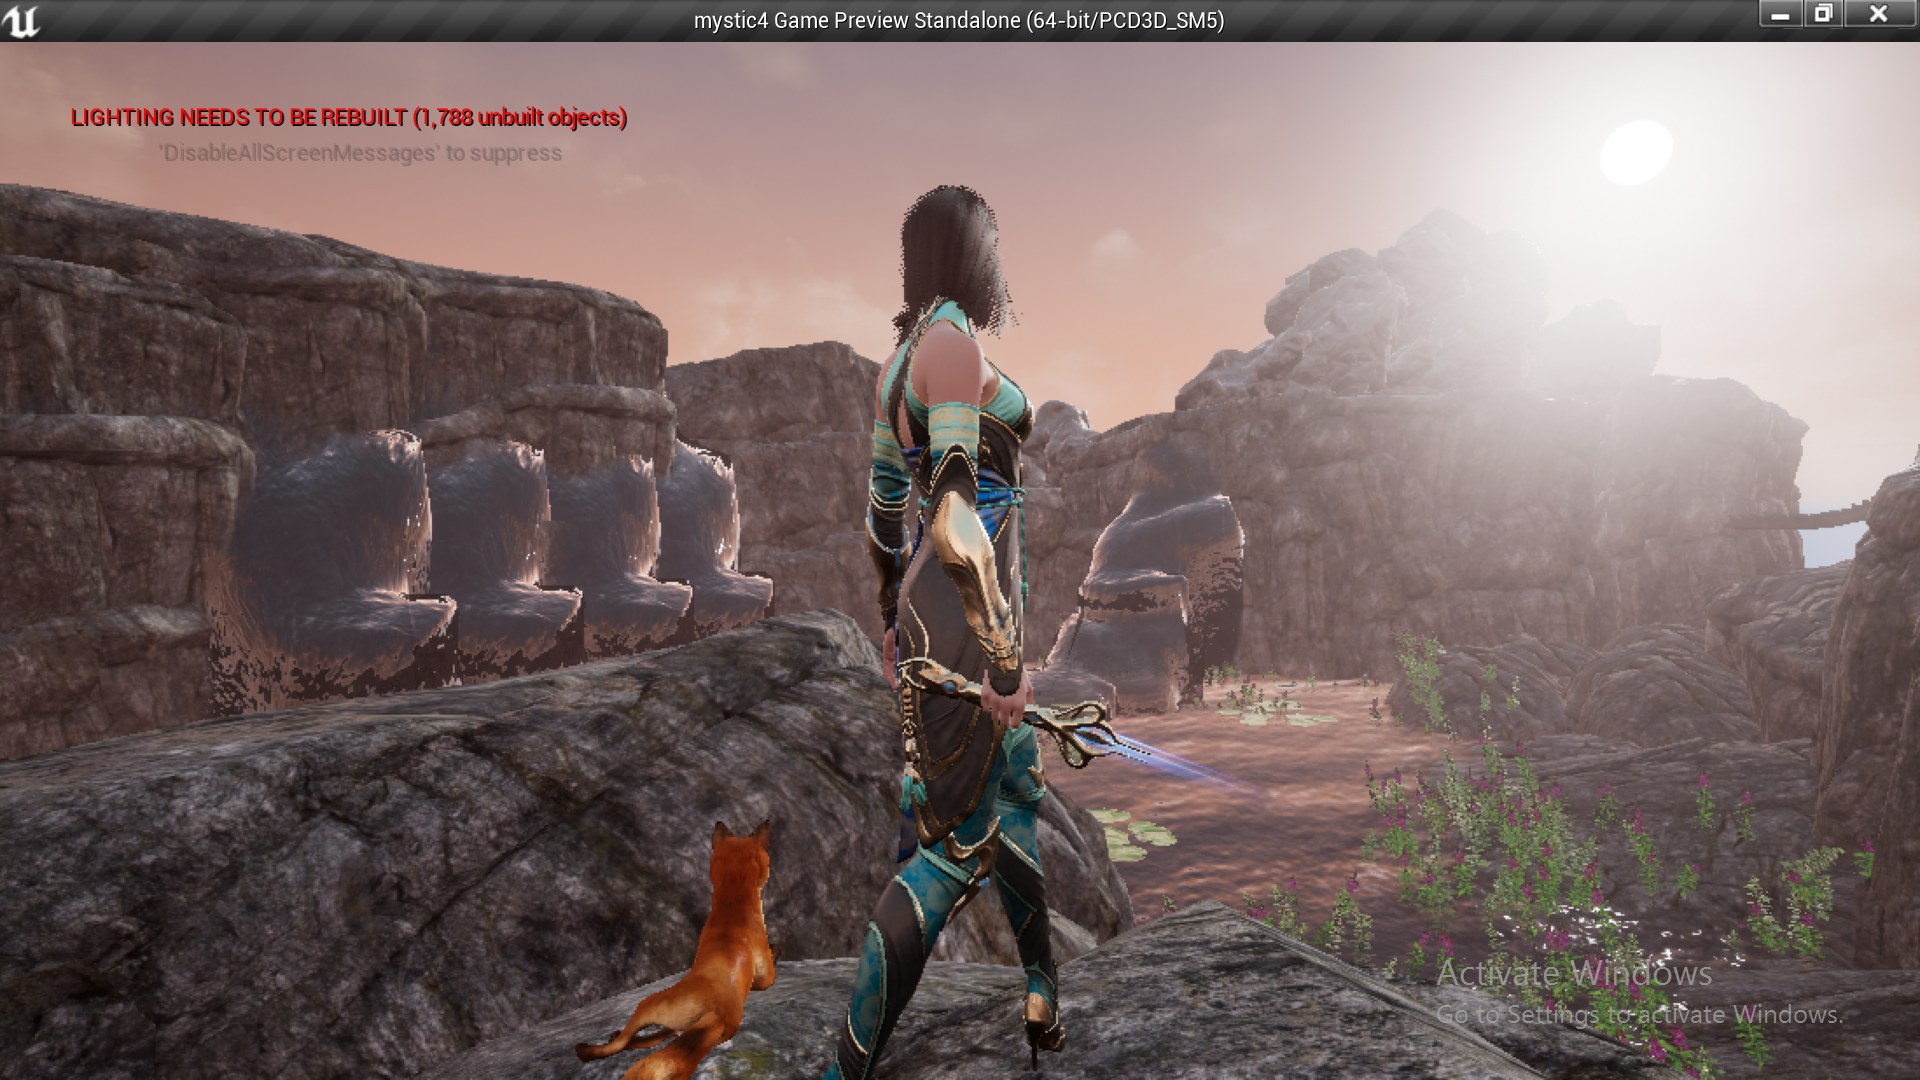 mystic4 Game Preview Standalone (64-bit/PCD3D_SM5)
LIGHTING NEEDS TO BE REBUILT (1,788 unbuilt objects)
'DisableAllScreenMessages' to suppress
Activate Windows
Go to Settings to activate Windows.